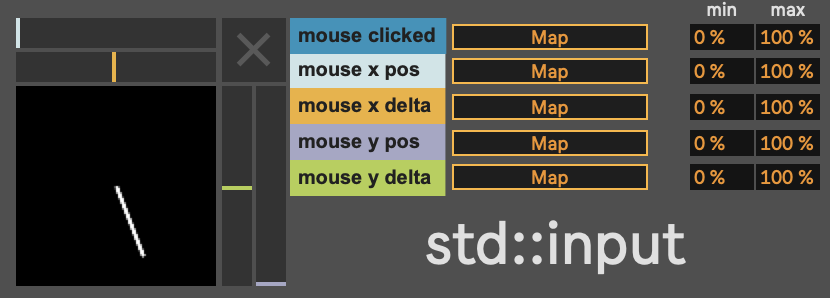 min max
mouse clicked Map 0 % 100 %
mouse x pos Map 0 % 100 %
mouse x delta Map 0 % 100 %
mouse y pos Map 0 % 100 %
mouse y delta Map 0 % 100 %
std::input